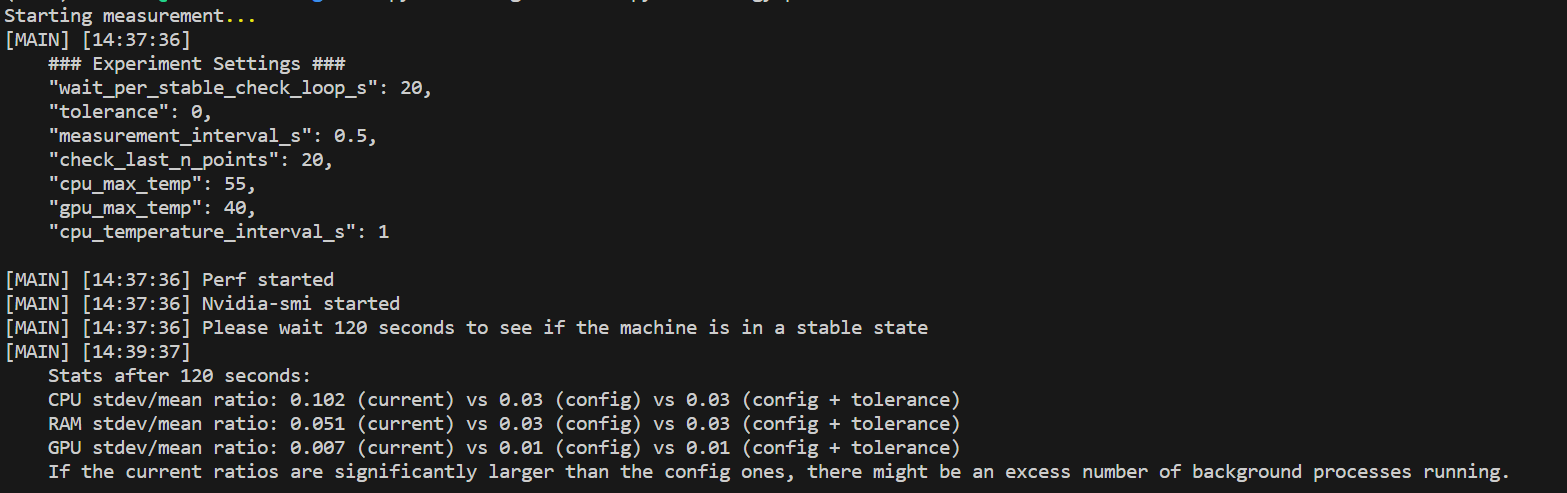 Starting measurement...
[MAIN] [14:37:36]
### Experiment Settings ###
"wait_per_stable_check_loop_s": 20,
"tolerance": 0,
"measurement_interval_s": 0.5,
"check_last_n_points": 20,
"cpu_max_temp": 55,
"gpu_max_temp": 40,
"cpu_temperature_interval_s": 1
[MAIN] [14:37:36] Perf started
[MAIN] [14:37:36] Nvidia-smi started
[MAIN] [14:37:36] Please wait 120 seconds to see if the machine is in a stable state
[MAIN] [14:39:37]
Stats after 120 seconds:
CPU stdev/mean ratio: 0.102 (current) vs 0.03 (config) vs 0.03 (config + tolerance)
RAM stdev/mean ratio: 0.051 (current) vs 0.03 (config) vs 0.03 (config + tolerance)
GPU stdev/mean ratio: 0.007 (current) vs 0.01 (config) vs 0.01 (config + tolerance)
If the current ratios are significantly larger than the config ones, there might be an excess number of background processes running.